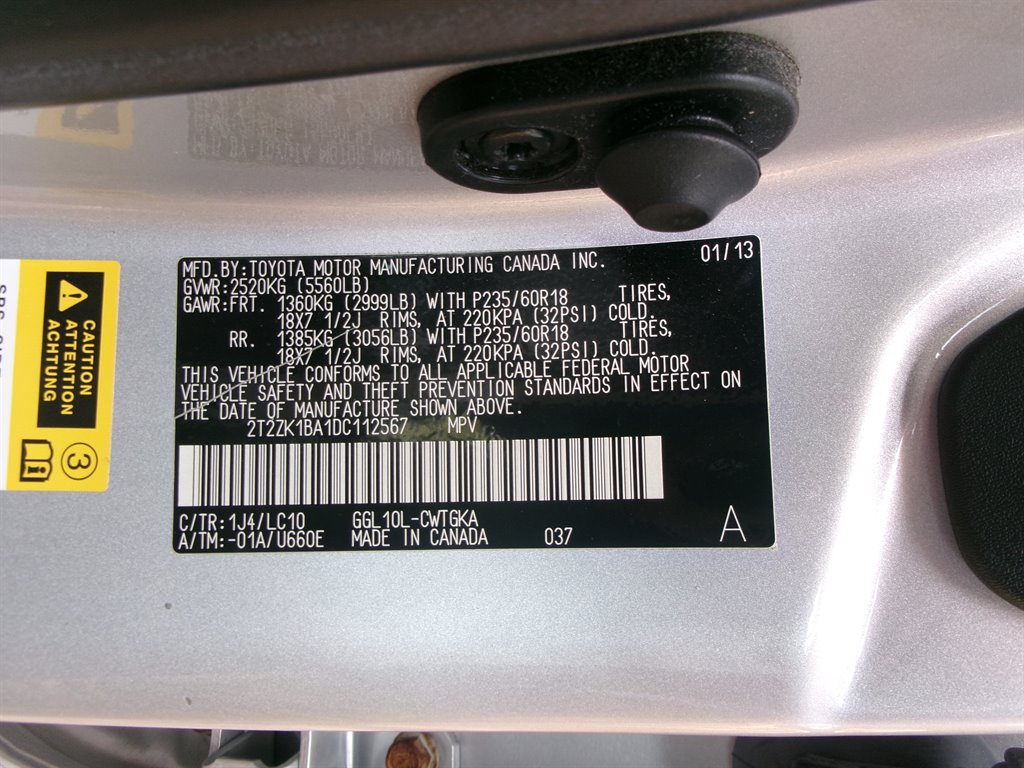 MFD. BY: TOYOTA MOTOR MANUFACTURING CANADA INC. 01/13
GVWR: 2520KG (5560LB)
GAWR: FRT. 1360KG (2999LB) WITH P235/60R18 TIRES,
18X7 1/2J RIMS, AT 220KPA (32PSI) COLD.
RR. 1385KG (3056LB) WITH P235/60R18 TIRES,
18X7 1/2J RIMS, AT 220KPA (32PSI) COLD.
THIS VEHICLE CONFORMS TO ALL APPLICABLE FEDERAL MOTOR
VEHICLE SAFETY AND THEFT PREVENTION STANDARDS IN EFFECT ON
THE DATE OF MANUFACTURE SHOWN ABOVE.
2T2ZK1BA1DC112567 MPV
C/TR: 1J4/LC10 GGL10L-CWTGKA
A/TM: -01A/U660E MADE IN CANADA 037 A
CAUTION
ATTENTION
ACHTUNG
3